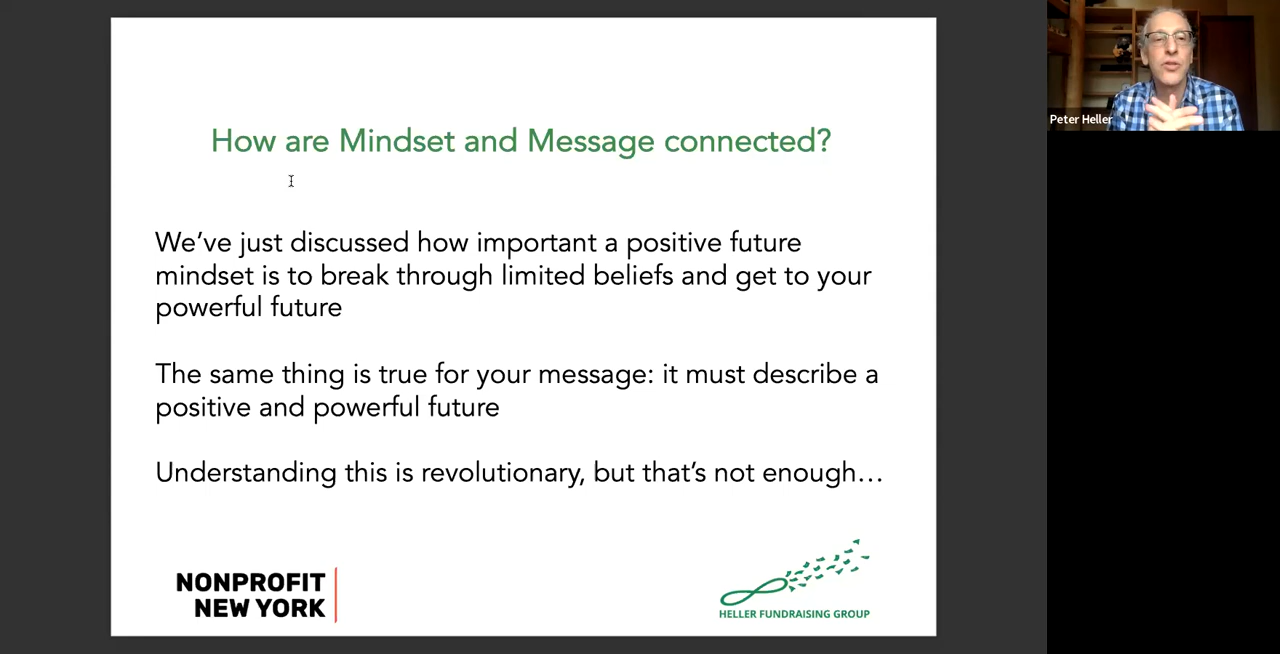 How are Mindset and Message connected?
We’ve just discussed how important a positive future
mindset is to break through limited beliefs and get to your
powerful future
The same thing is true for your message: it must describe a
positive and powerful future
Understanding this is revolutionary, but that’s not enough…
NONPROFIT
NEW YORK
HELLER FUNDRAISING GROUP
Peter Heller